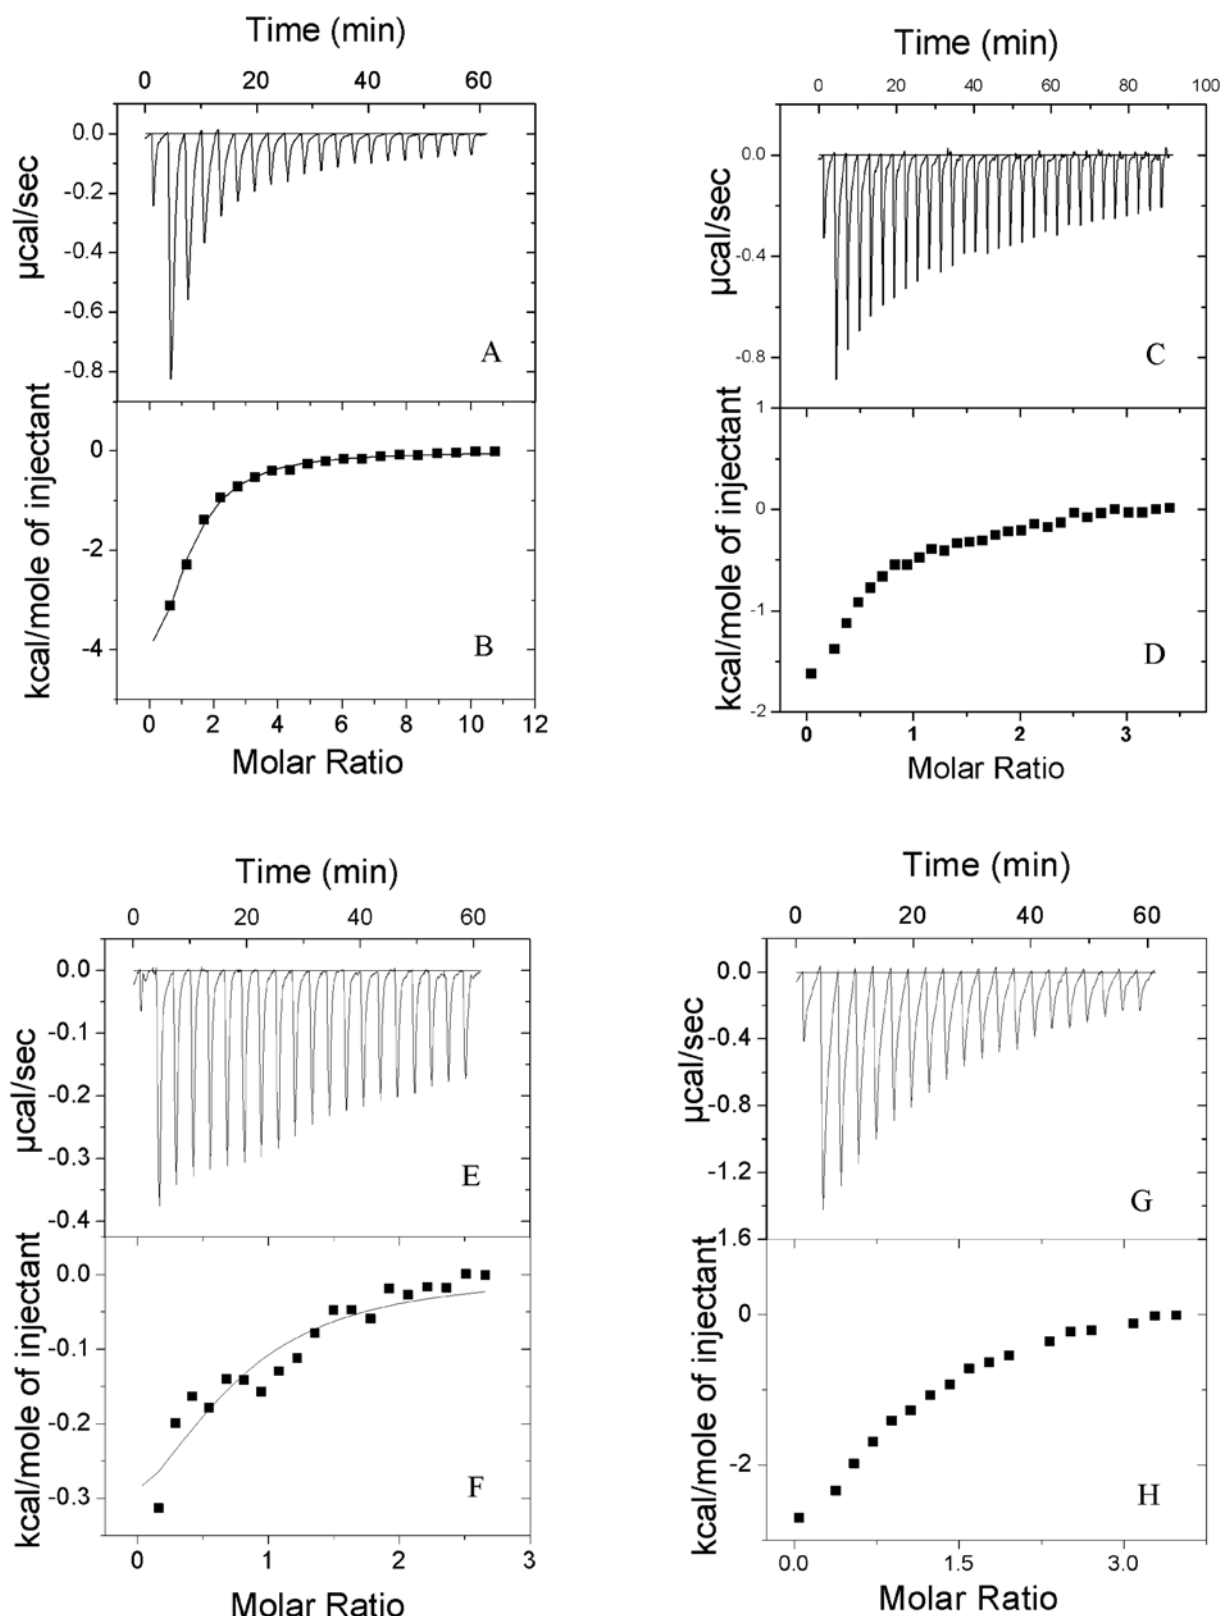 Time (min)
0 20 40 60
0.0
-0.2
-0.4
-0.6
-0.8
µcal/sec
A
0
-2
-4
kcal/mole of injectant
B
0 2 4 6 8 10 12
Molar Ratio
Time (min)
0 20 40 60 80 100
0.0
-0.4
-0.8
µcal/sec
C
1
0
-1
-2
kcal/mole of injectant
D
0 1 2 3
Molar Ratio
Time (min)
0 20 40 60
0.0
-0.1
-0.2
-0.3
-0.4
µcal/sec
E
0.0
-0.1
-0.2
-0.3
kcal/mole of injectant
F
0 1 2 3
Molar Ratio
Time (min)
0 20 40 60
0.0
-0.4
-0.8
-1.2
1.6
µcal/sec
G
0
-2
kcal/mole of injectant
H
0.0 1.5 3.0
Molar Ratio